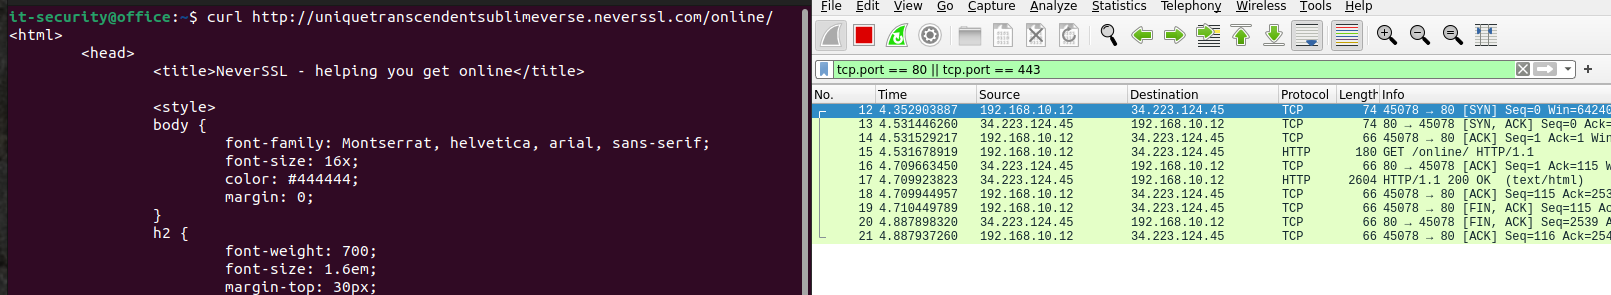 it-security@office:~$ curl http://uniquetranscendentsublimeverse.neverssl.com/online/
<html>
<head>
<title>NeverSSL - helping you get online</title>
<style>
body {
font-family: Montserrat, helvetica, arial, sans-serif;
font-size: 16x;
color: #444444;
margin: 0;
}
h2 {
font-weight: 700;
font-size: 1.6em;
margin-top: 30px;
File Edit View Go Capture Analyze Statistics Telephony Wireless Tools Help
tcp.port == 80 || tcp.port == 443
No. Time Source Destination Protocol Length Info
12 4.352903887 192.168.10.12 34.223.124.45 TCP 74 45078 → 80 [SYN] Seq=0 Win=64240
13 4.531446260 34.223.124.45 192.168.10.12 TCP 74 80 → 45078 [SYN, ACK] Seq=0 Ack=
14 4.531529217 192.168.10.12 34.223.124.45 TCP 66 45078 → 80 [ACK] Seq=1 Ack=1 Win
15 4.531678919 192.168.10.12 34.223.124.45 HTTP 180 GET /online/ HTTP/1.1
16 4.709663450 34.223.124.45 192.168.10.12 TCP 66 80 → 45078 [ACK] Seq=1 Ack=115 W
17 4.709923823 34.223.124.45 192.168.10.12 HTTP 2604 HTTP/1.1 200 OK (text/html)
18 4.709944957 192.168.10.12 34.223.124.45 TCP 66 45078 → 80 [ACK] Seq=115 Ack=253
19 4.710449789 192.168.10.12 34.223.124.45 TCP 66 45078 → 80 [FIN, ACK] Seq=115 A
20 4.887898320 34.223.124.45 192.168.10.12 TCP 66 80 → 45078 [FIN, ACK] Seq=2539 A
21 4.887937260 192.168.10.12 34.223.124.45 TCP 66 45078 → 80 [ACK] Seq=116 Ack=254